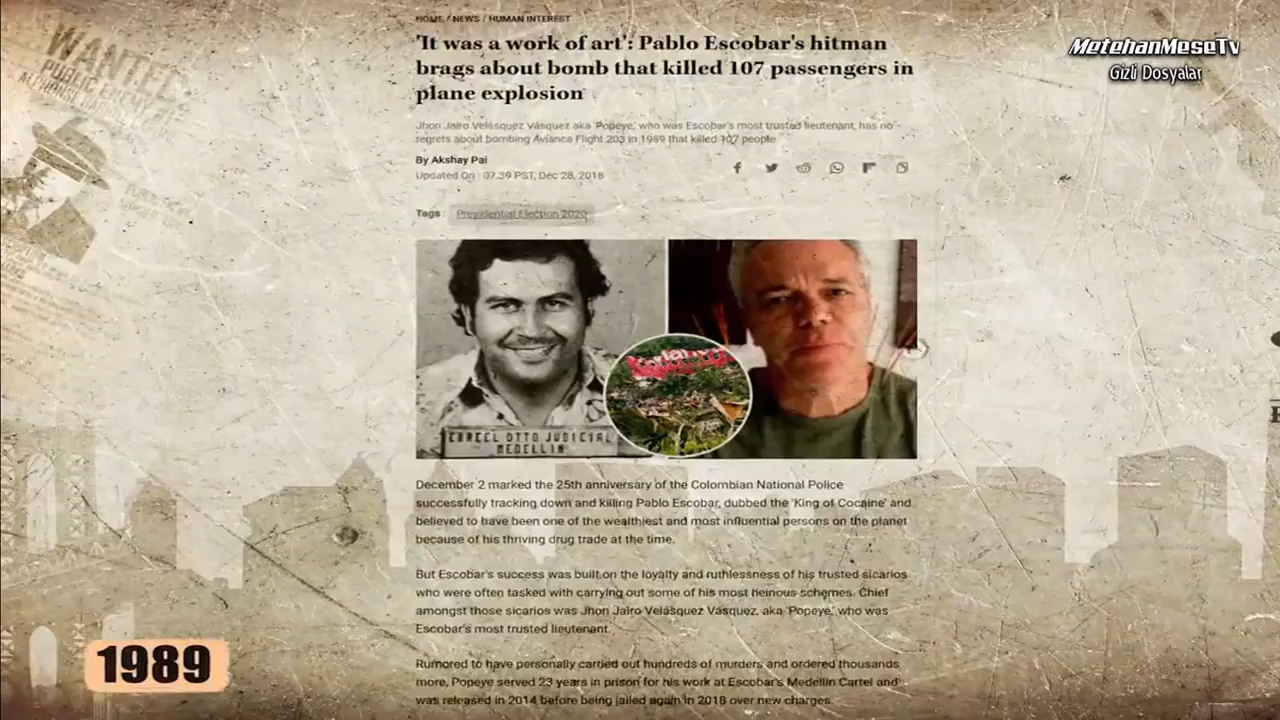 HOME / NEWS / HUMAN INTEREST
'It was a work of art': Pablo Escobar's hitman
brags about bomb that killed 107 passengers in
plane explosion
Jhon Jairo Velásquez Vásquez aka 'Popeye,' who was Escobar's most trusted lieutenant, has no
regrets about bombing Avianca Flight 203 in 1989 that killed 107 people
By Akshay Pai
Updated On : 07:39 PST, Dec 28, 2018
Tags : Presidential Election 2020
MetehanMeseTv
Gizli Dosyalar
WANTED
PUBLIC ENEMY
CARCEL DTTO JUDICIAL
MEDELLIN
December 2 marked the 25th anniversary of the Colombian National Police
successfully tracking down and killing Pablo Escobar, dubbed the 'King of Cocaine' and
believed to have been one of the wealthiest and most influential persons on the planet
because of his thriving drug trade at the time.
But Escobar's success was built on the loyalty and ruthlessness of his trusted sicarios
who were often tasked with carrying out some of his most heinous schemes. Chief
amongst those sicarios was Jhon Jairo Velásquez Vásquez, aka 'Popeye,' who was
Escobar's most trusted lieutenant.
Rumored to have personally carried out hundreds of murders and ordered thousands
more, Popeye served 23 years in prison for his work at Escobar's Medellin Cartel and
was released in 2014 before being jailed again in 2018 over new charges.
1989